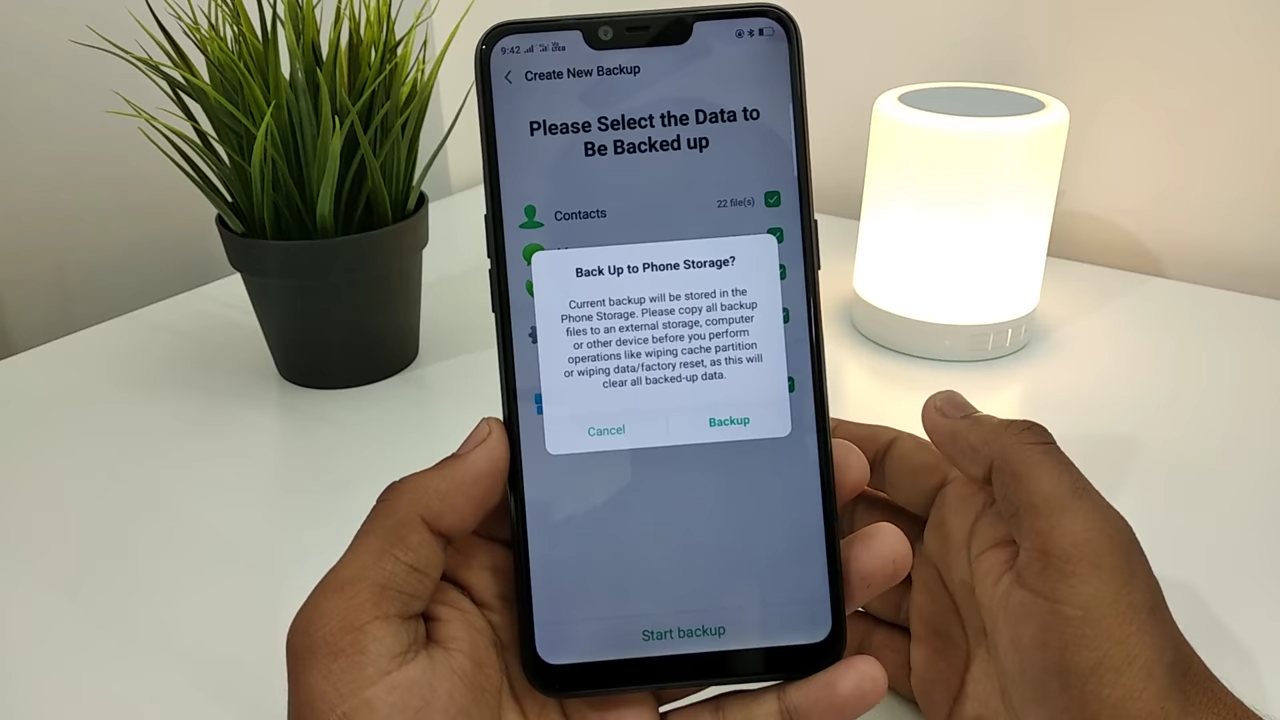 9:42
Create New Backup
Please Select the Data to
Be Backed up
Contacts 22 file(s)
Back Up to Phone Storage?
Current backup will be stored in the
Phone Storage. Please copy all backup
files to an external storage, computer
or other device before you perform
operations like wiping cache partition
or wiping data/factory reset, as this will
clear all backed-up data.
Cancel Backup
Start backup